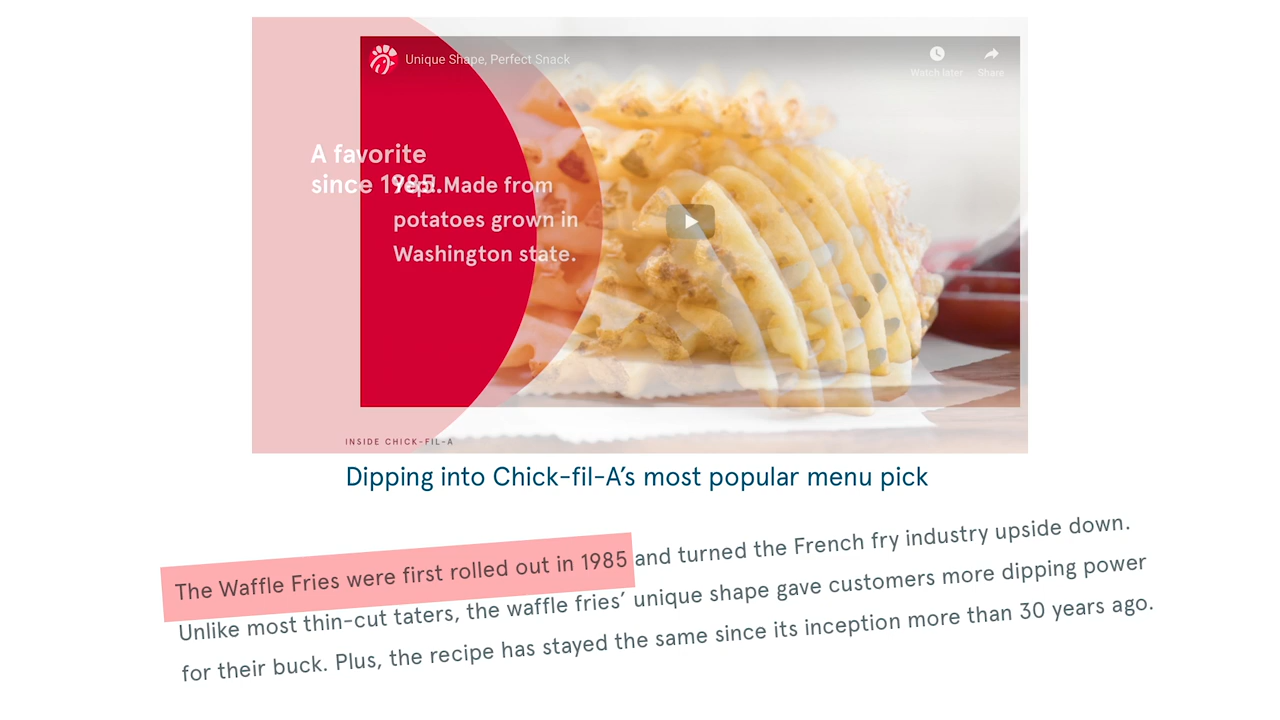 Unique Shape, Perfect Snack
Watch later
Share
A favorite
since 1985.
Yep! Made from
potatoes grown in
Washington state.
INSIDE CHICK-FIL-A
Dipping into Chick-fil-A’s most popular menu pick
The Waffle Fries were first rolled out in 1985 and turned the French fry industry upside down.
Unlike most thin-cut taters, the waffle fries’ unique shape gave customers more dipping power
for their buck. Plus, the recipe has stayed the same since its inception more than 30 years ago.